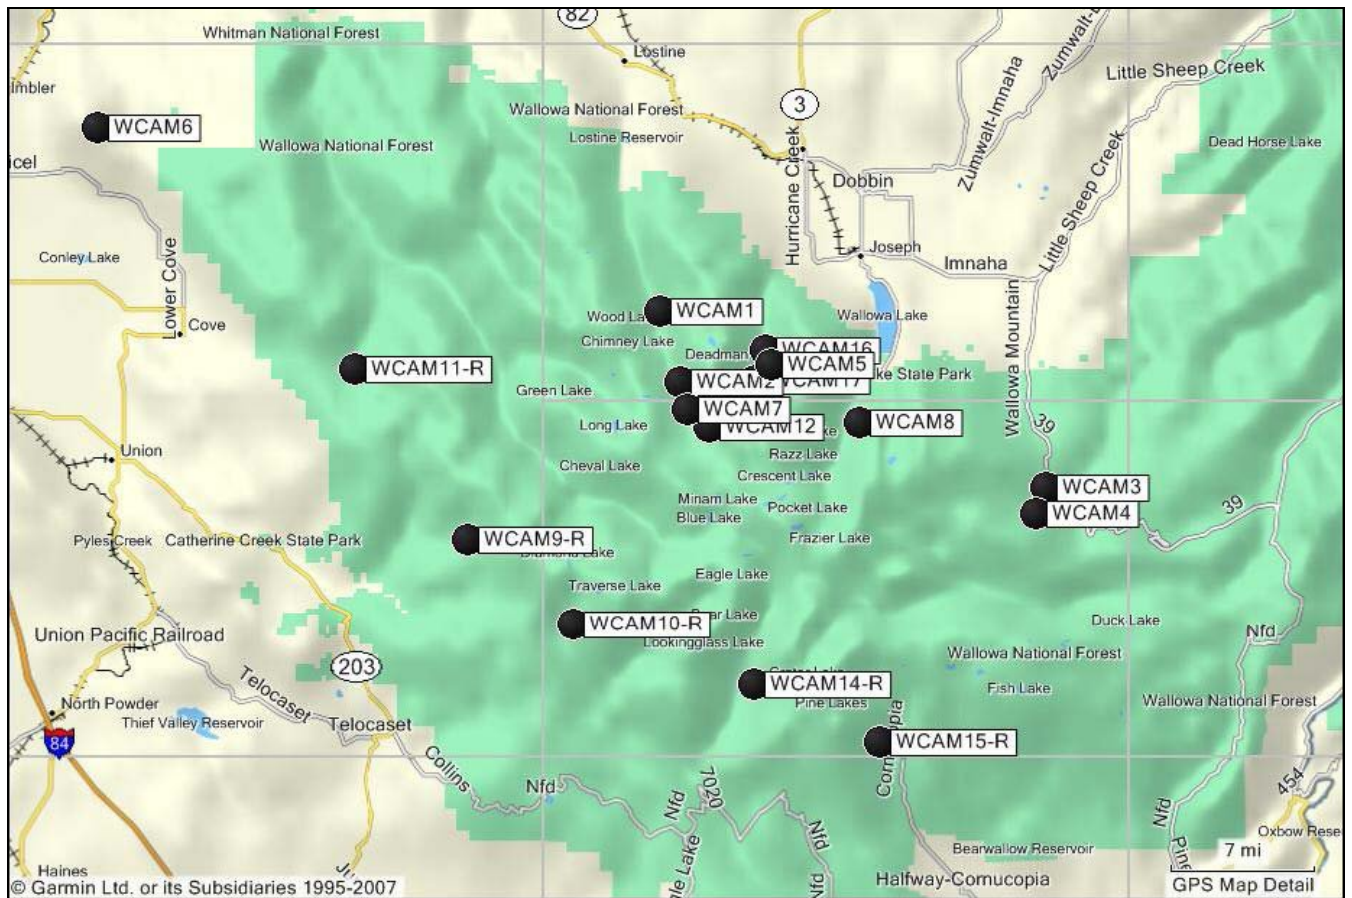 82
Whitman National Forest
Lostine
Zumwalt-Imnaha
Little Sheep Creek
WCAM6
Wallowa National Forest
3
Wallowa National Forest
Lostine Reservoir
Dead Horse Lake
Hurricane Creek
Zumwalt-Imnaha
Little Sheep Creek
Dobbin
Conley Lake
Joseph
Imnaha
Lower Cove
Cove
WCAM1
Wallowa Lake
Wallowa Mountain
Chimney Lake
Deadman
WCAM16
WCAM5
WCAM11-R
WCAM2
WCAM17
State Park
Green Lake
WCAM7
Long Lake
WCAM12
WCAM8
39
Union
Razz Lake
Cheval Lake
Crescent Lake
WCAM3
Minam Lake
Pocket Lake
WCAM4
39
Blue Lake
Pyles Creek
Catherine Creek State Park
WCAM9-R
Frazier Lake
Eagle Lake
Traverse Lake
Duck Lake
WCAM10-R
Union Pacific Railroad
Lookingglass Lake
Nfd
203
Wallowa National Forest
WCAM14-R
Fish Lake
Telocaset
North Powder
Pine Lakes
Wallowa National Forest
Thief Valley Reservoir
Telocaset
84
WCAM15-R
Collins
Nfd
7020
454
Nfd
Nfd
Nfd
Oxbow
Bearwallow Reservoir
7 mi
Haines
Halfway-Cornucopia
Nfd
© Garmin Ltd. or its Subsidiaries 1995-2007
GPS Map Detail